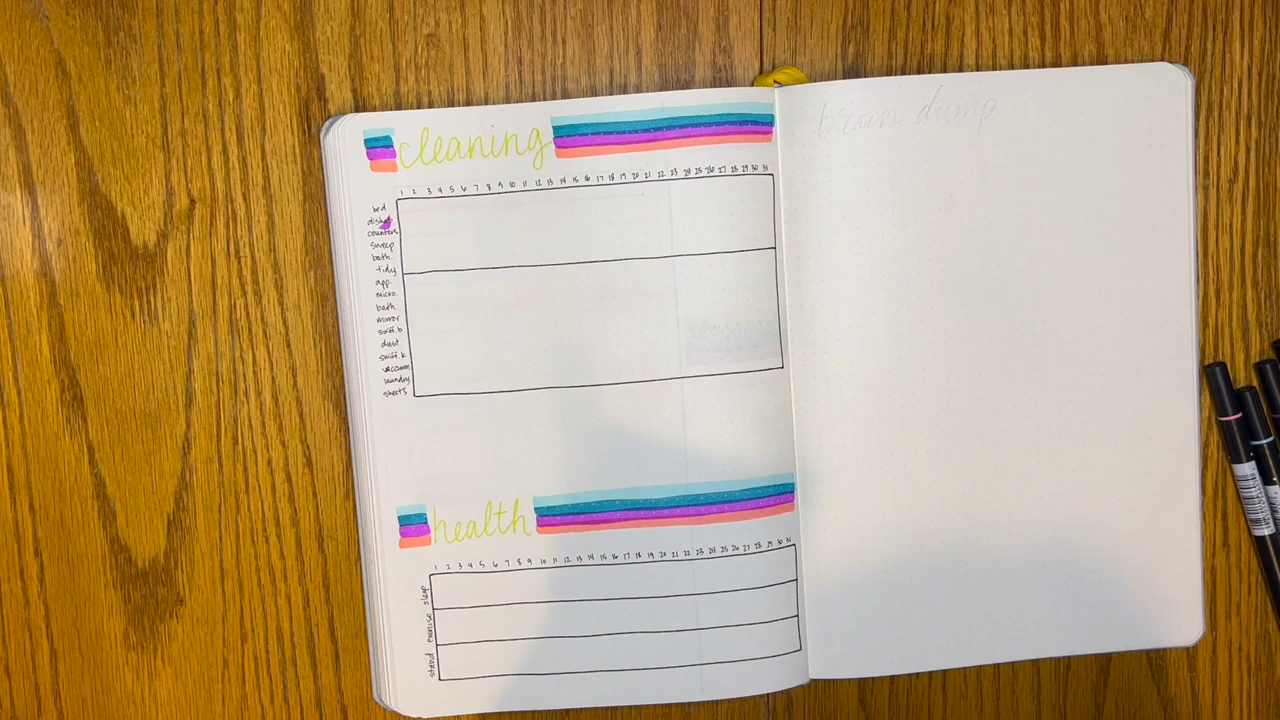 cleaning
1 2 3 4 5 6 7 8 9 10 11 12 13 14 15 16 17 18 19 20 21 22 23 24 25 26 27 28 29 30 31
bed
dishes
counters
sweep
bath.
tidy
app.
micro.
bath.
mirror
swiff. b
dust
swiff. k
vaccum
laundry
sheets
health
1 2 3 4 5 6 7 8 9 10 11 12 13 14 15 16 17 18 19 20 21 22 23 24 25 26 27 28 29 30 31
sleep
exercise
stand
brain dump